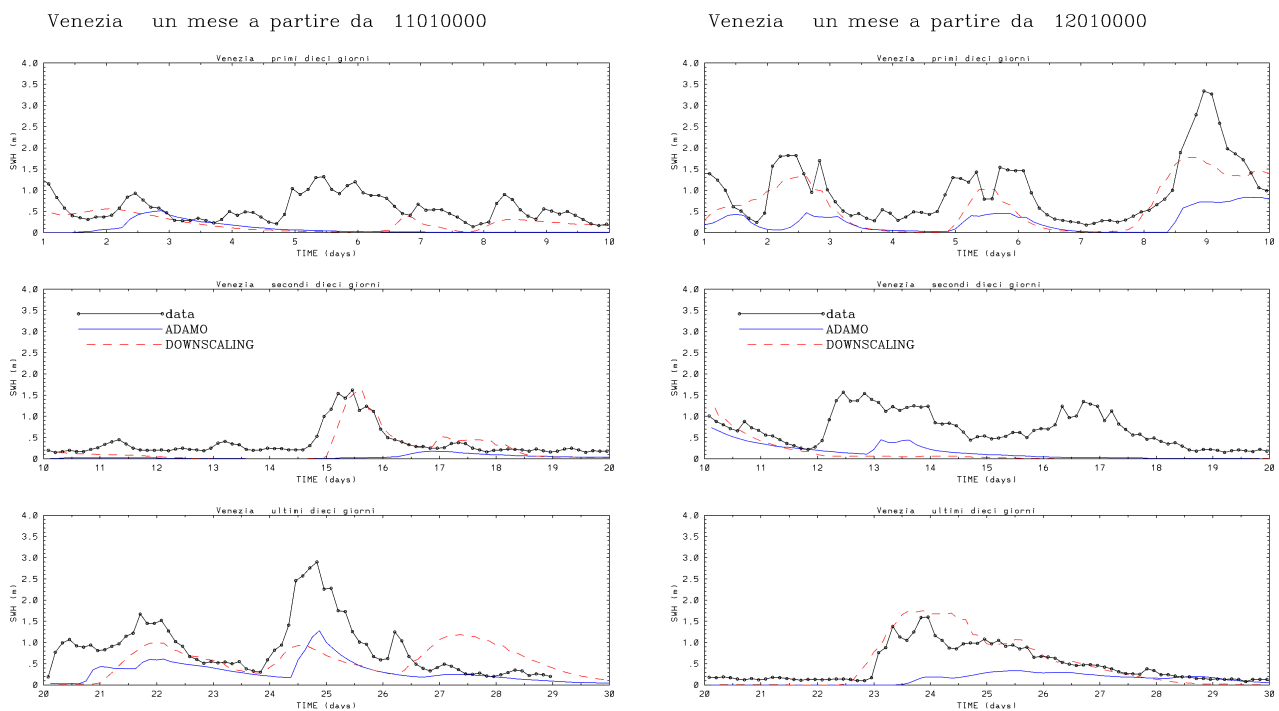 Venezia un mese a partire da 11010000
Venezia primi dieci giorni
4.0
3.5
3.0
2.5
2.0
1.5
1.0
.5
0
SWH (m)
1 2 3 4 5 6 7 8 9 10
TIME (days)
Venezia secondi dieci giorni
4.0
3.5
3.0
2.5
2.0
1.5
1.0
.5
0
SWH (m)
data
ADAMO
DOWNSCALING
10 11 12 13 14 15 16 17 18 19 20
TIME (days)
Venezia ultimi dieci giorni
4.0
3.5
3.0
2.5
2.0
1.5
1.0
.5
0
SWH (m)
20 21 22 23 24 25 26 27 28 29 30
TIME (days)
Venezia un mese a partire da 12010000
Venezia primi dieci giorni
4.0
3.5
3.0
2.5
2.0
1.5
1.0
.5
0
SWH (m)
1 2 3 4 5 6 7 8 9 10
TIME (days)
Venezia secondi dieci giorni
4.0
3.5
3.0
2.5
2.0
1.5
1.0
.5
0
SWH (m)
data
ADAMO
DOWNSCALING
10 11 12 13 14 15 16 17 18 19 20
TIME (days)
Venezia ultimi dieci giorni
4.0
3.5
3.0
2.5
2.0
1.5
1.0
.5
0
SWH (m)
20 21 22 23 24 25 26 27 28 29 30
TIME (days)